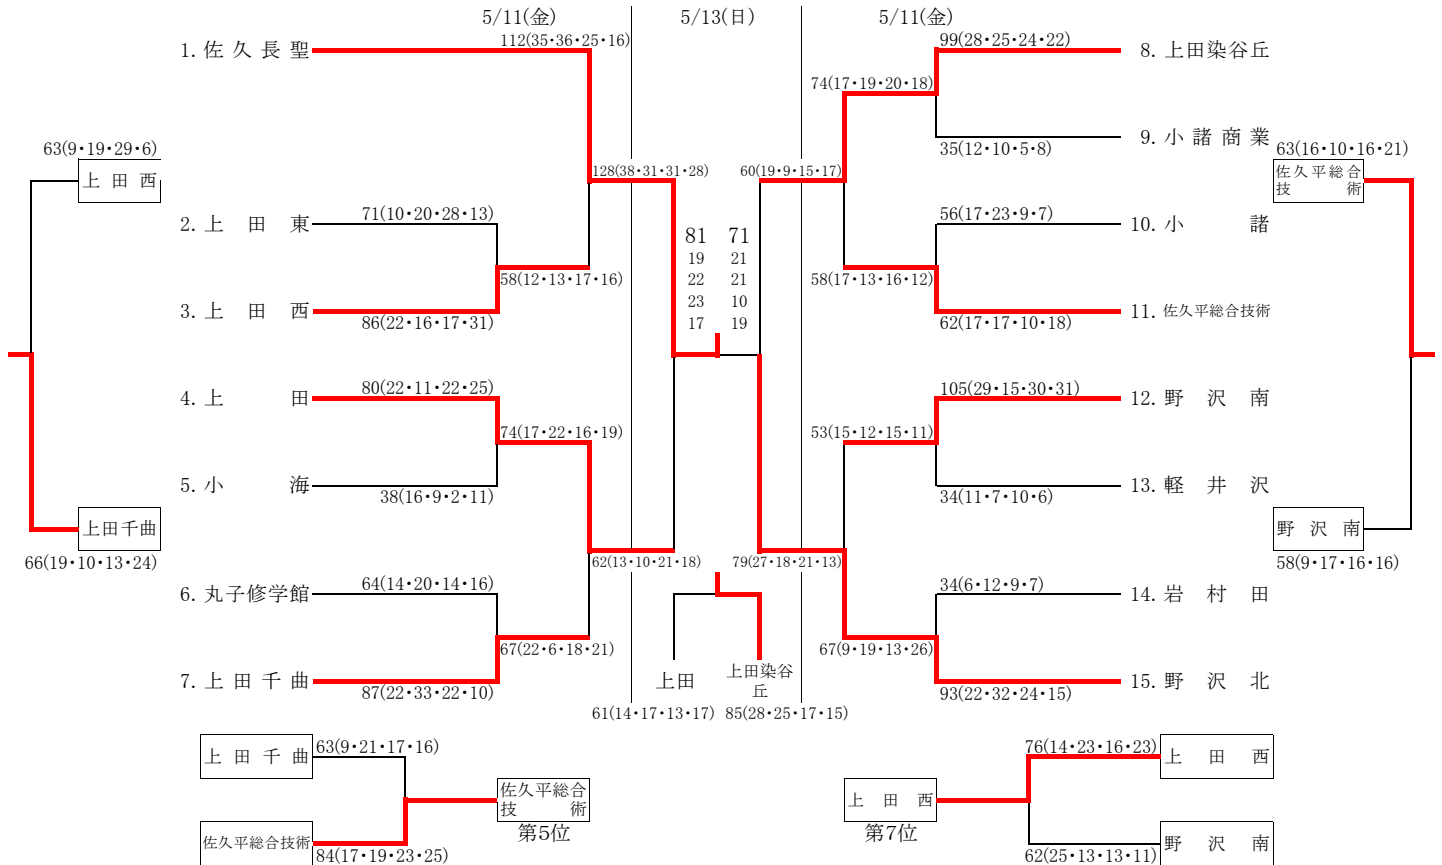 5/11(金)
5/13(日)
5/11(金)
1. 佐久長聖
112(35・36・25・16)
99(28・25・24・22)
8. 上田染谷丘
74(17・19・20・18)
35(12・10・5・8)
9. 小諸商業
63(9・19・29・6)
上田西
128(38・31・31・28)
60(19・9・15・17)
63(16・10・16・21)
佐久平総合
技術
2. 上田東
71(10・20・28・13)
56(17・23・9・7)
10. 小諸
81 71
19 21
22 21
23 10
17 19
58(12・13・17・16)
58(17・13・16・12)
3. 上田西
86(22・16・17・31)
62(17・17・10・18)
11. 佐久平総合技術
4. 上田
80(22・11・22・25)
105(29・15・30・31)
12. 野沢南
74(17・22・16・19)
53(15・12・15・11)
5. 小海
38(16・9・2・11)
34(11・7・10・6)
13. 軽井沢
上田千曲
66(19・10・13・24)
62(13・10・21・18)
79(27・18・21・13)
野沢南
58(9・17・16・16)
6. 丸子修学館
64(14・20・14・16)
34(6・12・9・7)
14. 岩村田
67(22・6・18・21)
67(9・19・13・26)
7. 上田千曲
87(22・33・22・10)
上田
上田染谷
丘
93(22・32・24・15)
15. 野沢北
61(14・17・13・17)
85(28・25・17・15)
上田千曲
63(9・21・17・16)
佐久平総合
技術
第5位
佐久平総合技術
84(17・19・23・25)
76(14・23・16・23)
上田西
上田西
第7位
62(25・13・13・11)
野沢南